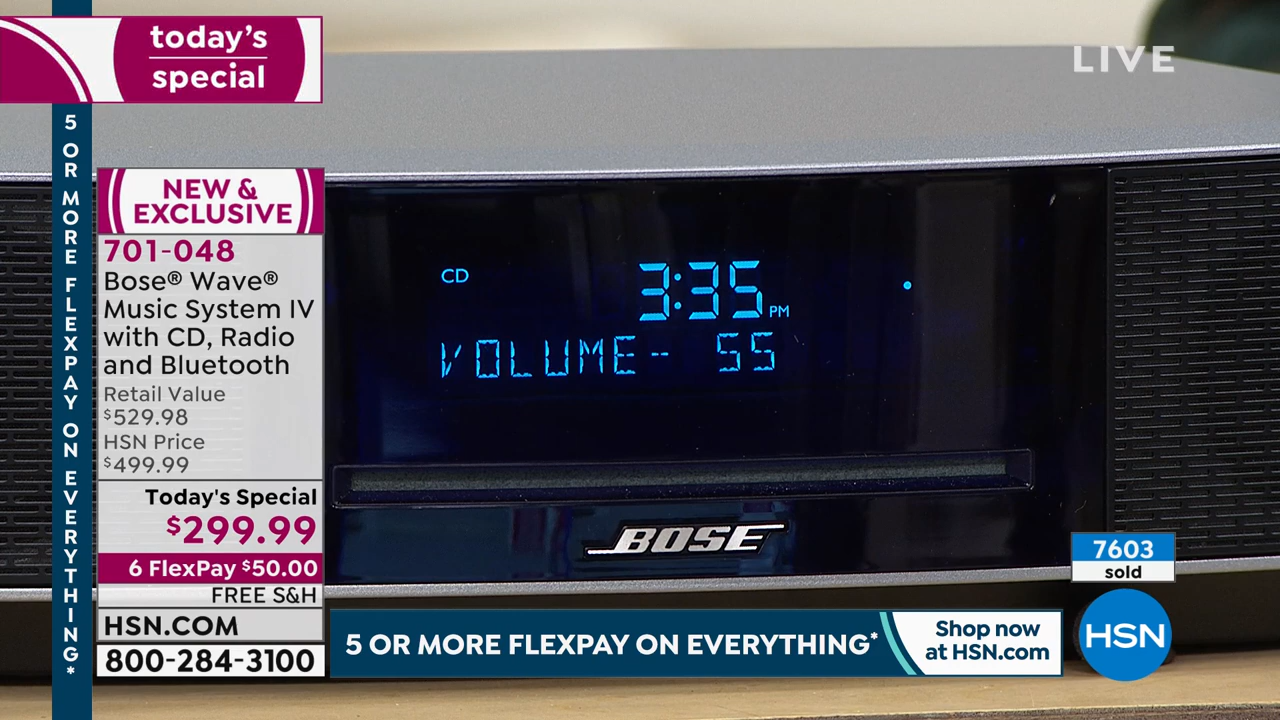 today's
special
LIVE
5 OR MORE FLEXPAY ON EVERYTHING*
NEW &
EXCLUSIVE
701-048
Bose® Wave®
Music System IV
with CD, Radio
and Bluetooth
Retail Value
$529.98
HSN Price
$499.99
Today's Special
$299.99
6 FlexPay $50.00
FREE S&H
HSN.COM
800-284-3100
CD
3:35 PM
VOLUME- 55
BOSE
7603
sold
5 OR MORE FLEXPAY ON EVERYTHING*
Shop now
at HSN.com
HSN